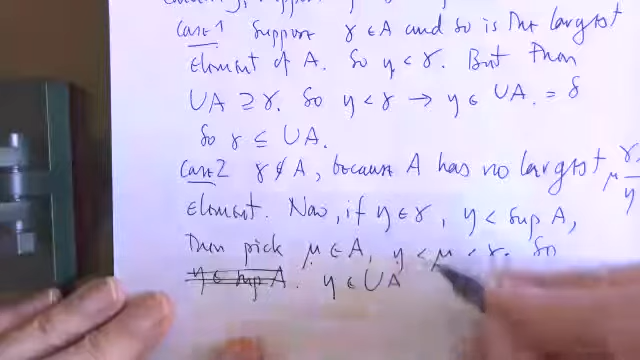 Case 1 Suppose γ ∈ A and so is the largest
element of A. So η < γ. But then
UA ≥ γ. So η < γ → η ∈ UA. = δ
So γ ≤ UA.
Case 2 γ ∉ A, because A has no largest
element. Now, if η ∈ γ, η < sup A,
then pick μ ∈ A, η < μ < γ. So
η ∈ sup A. η ∈ UA
γ
μ
η